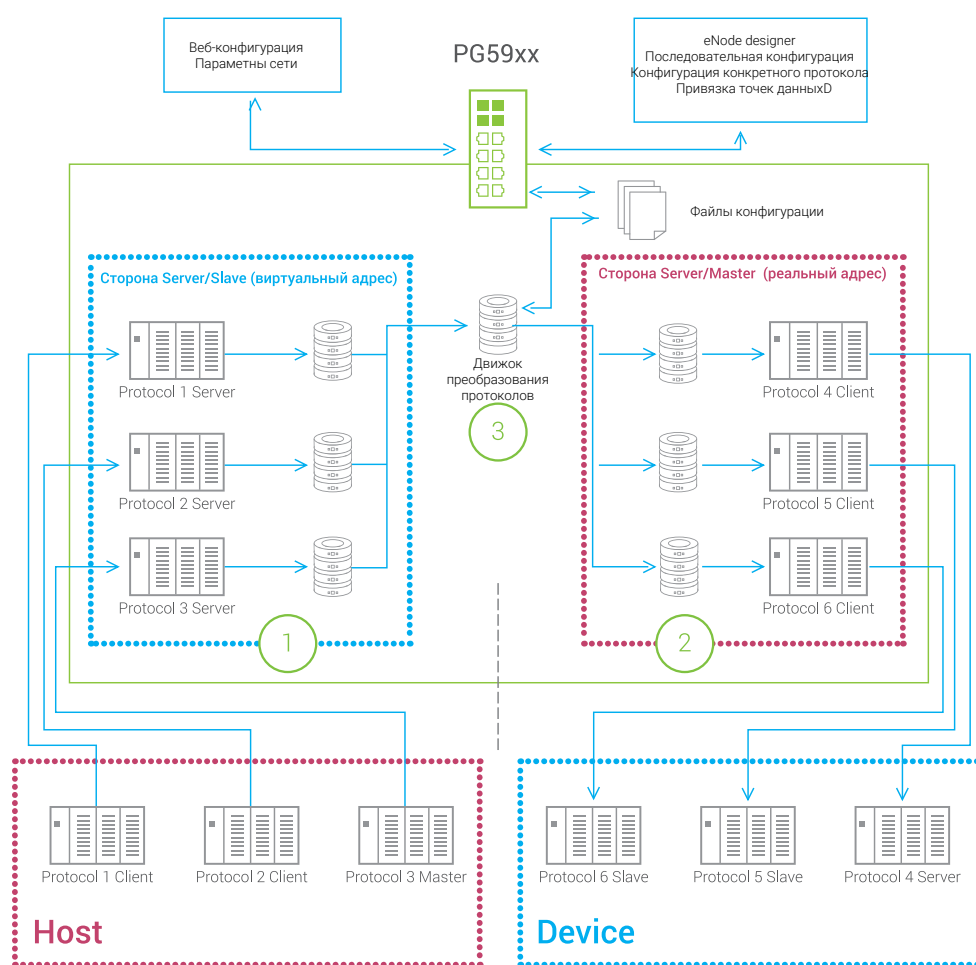 Веб-конфигурация
Параметны сети
PG59xx
eNode designer
Последовательная конфигурация
Конфигурация конкретного протокола
Привязка точек данныхD
Файлы конфигурации
Сторона Server/Slave (виртуальный адрес)
Сторона Server/Master (реальный адрес)
Движок
преобразования
протоколов
3
Protocol 1 Server
Protocol 2 Server
Protocol 3 Server
1
Protocol 4 Client
Protocol 5 Client
Protocol 6 Client
2
Protocol 1 Client
Protocol 2 Client
Protocol 3 Master
Host
Protocol 6 Slave
Protocol 5 Slave
Protocol 4 Server
Device